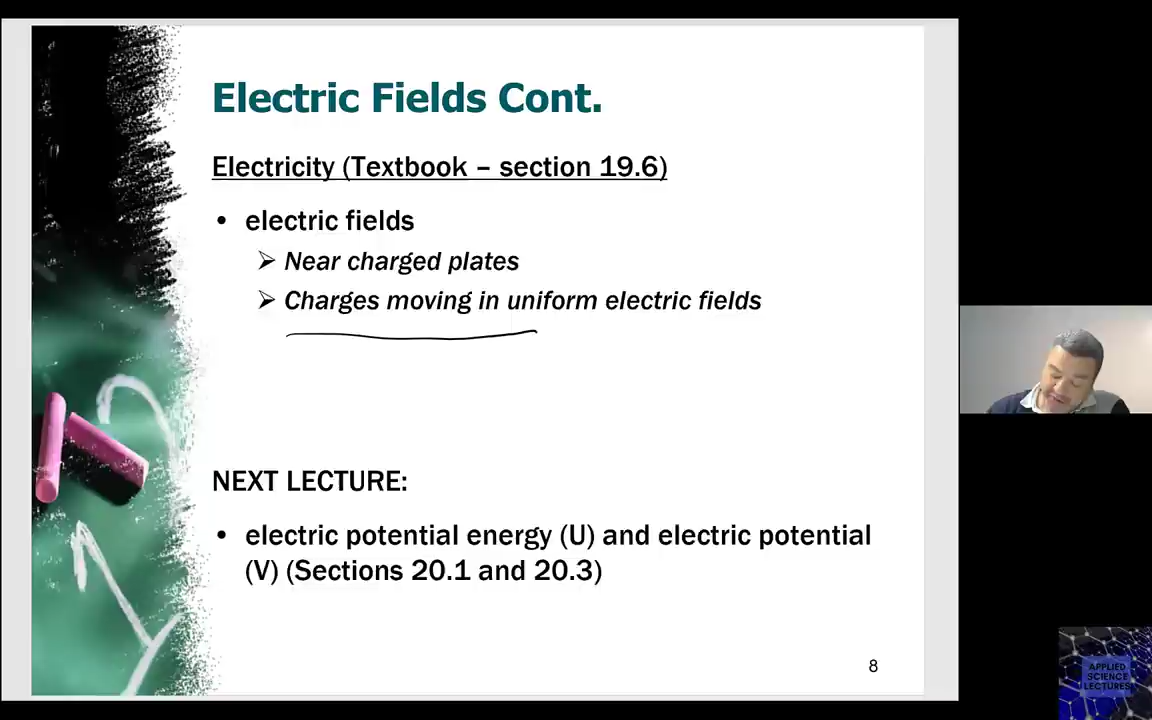 Electric Fields Cont.
Electricity (Textbook – section 19.6)
• electric fields
➢ Near charged plates
➢ Charges moving in uniform electric fields
NEXT LECTURE:
• electric potential energy (U) and electric potential
(V) (Sections 20.1 and 20.3)
8
APPLIED
SCIENCE
LECTURES